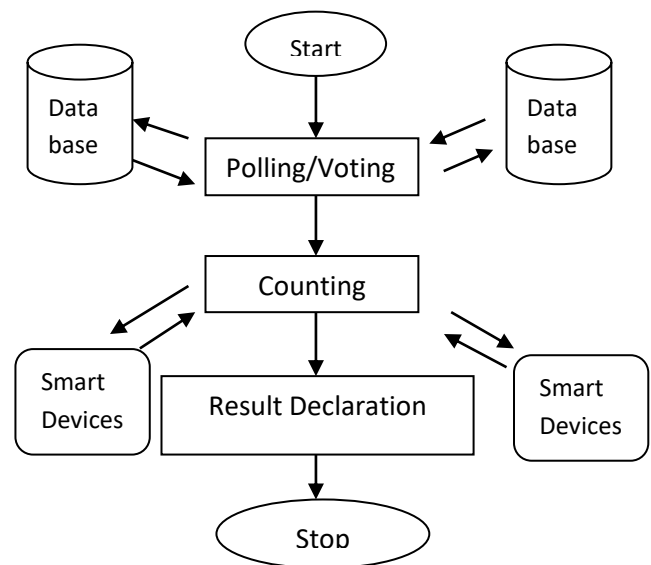 Start
Data
base
Data
base
Polling/Voting
Counting
Smart
Devices
Result Declaration
Smart
Devices
Stop